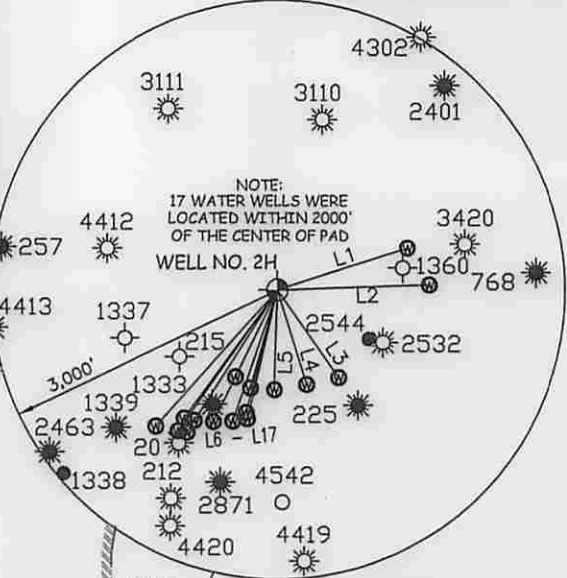 4302
3111
3110
2401
NOTE:
17 WATER WELLS WERE
LOCATED WITHIN 2000'
OF THE CENTER OF PAD
4412
3420
257
WELL NO. 2H
L1
1360
768
L2
4413
1337
215
2544
2532
3,000'
L5
L4
L3
1333
1339
225
2463
20
L6 - L17
1338
212
4542
2871
4420
4419
W
W
W
W
W
W
W
W
W
W
W
W
W